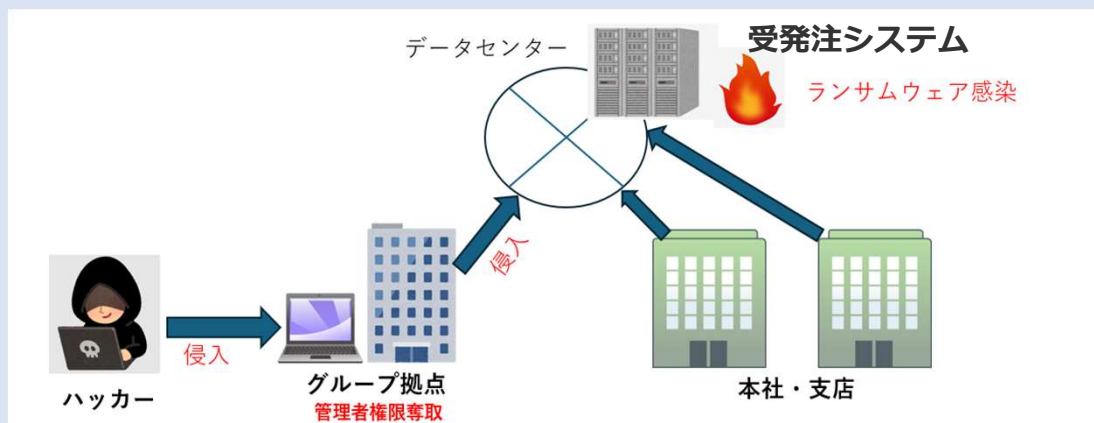 受発注システム
データセンター
ランサムウェア感染
侵入
侵入
グループ拠点
管理者権限奪取
ハッカー
本社・支店